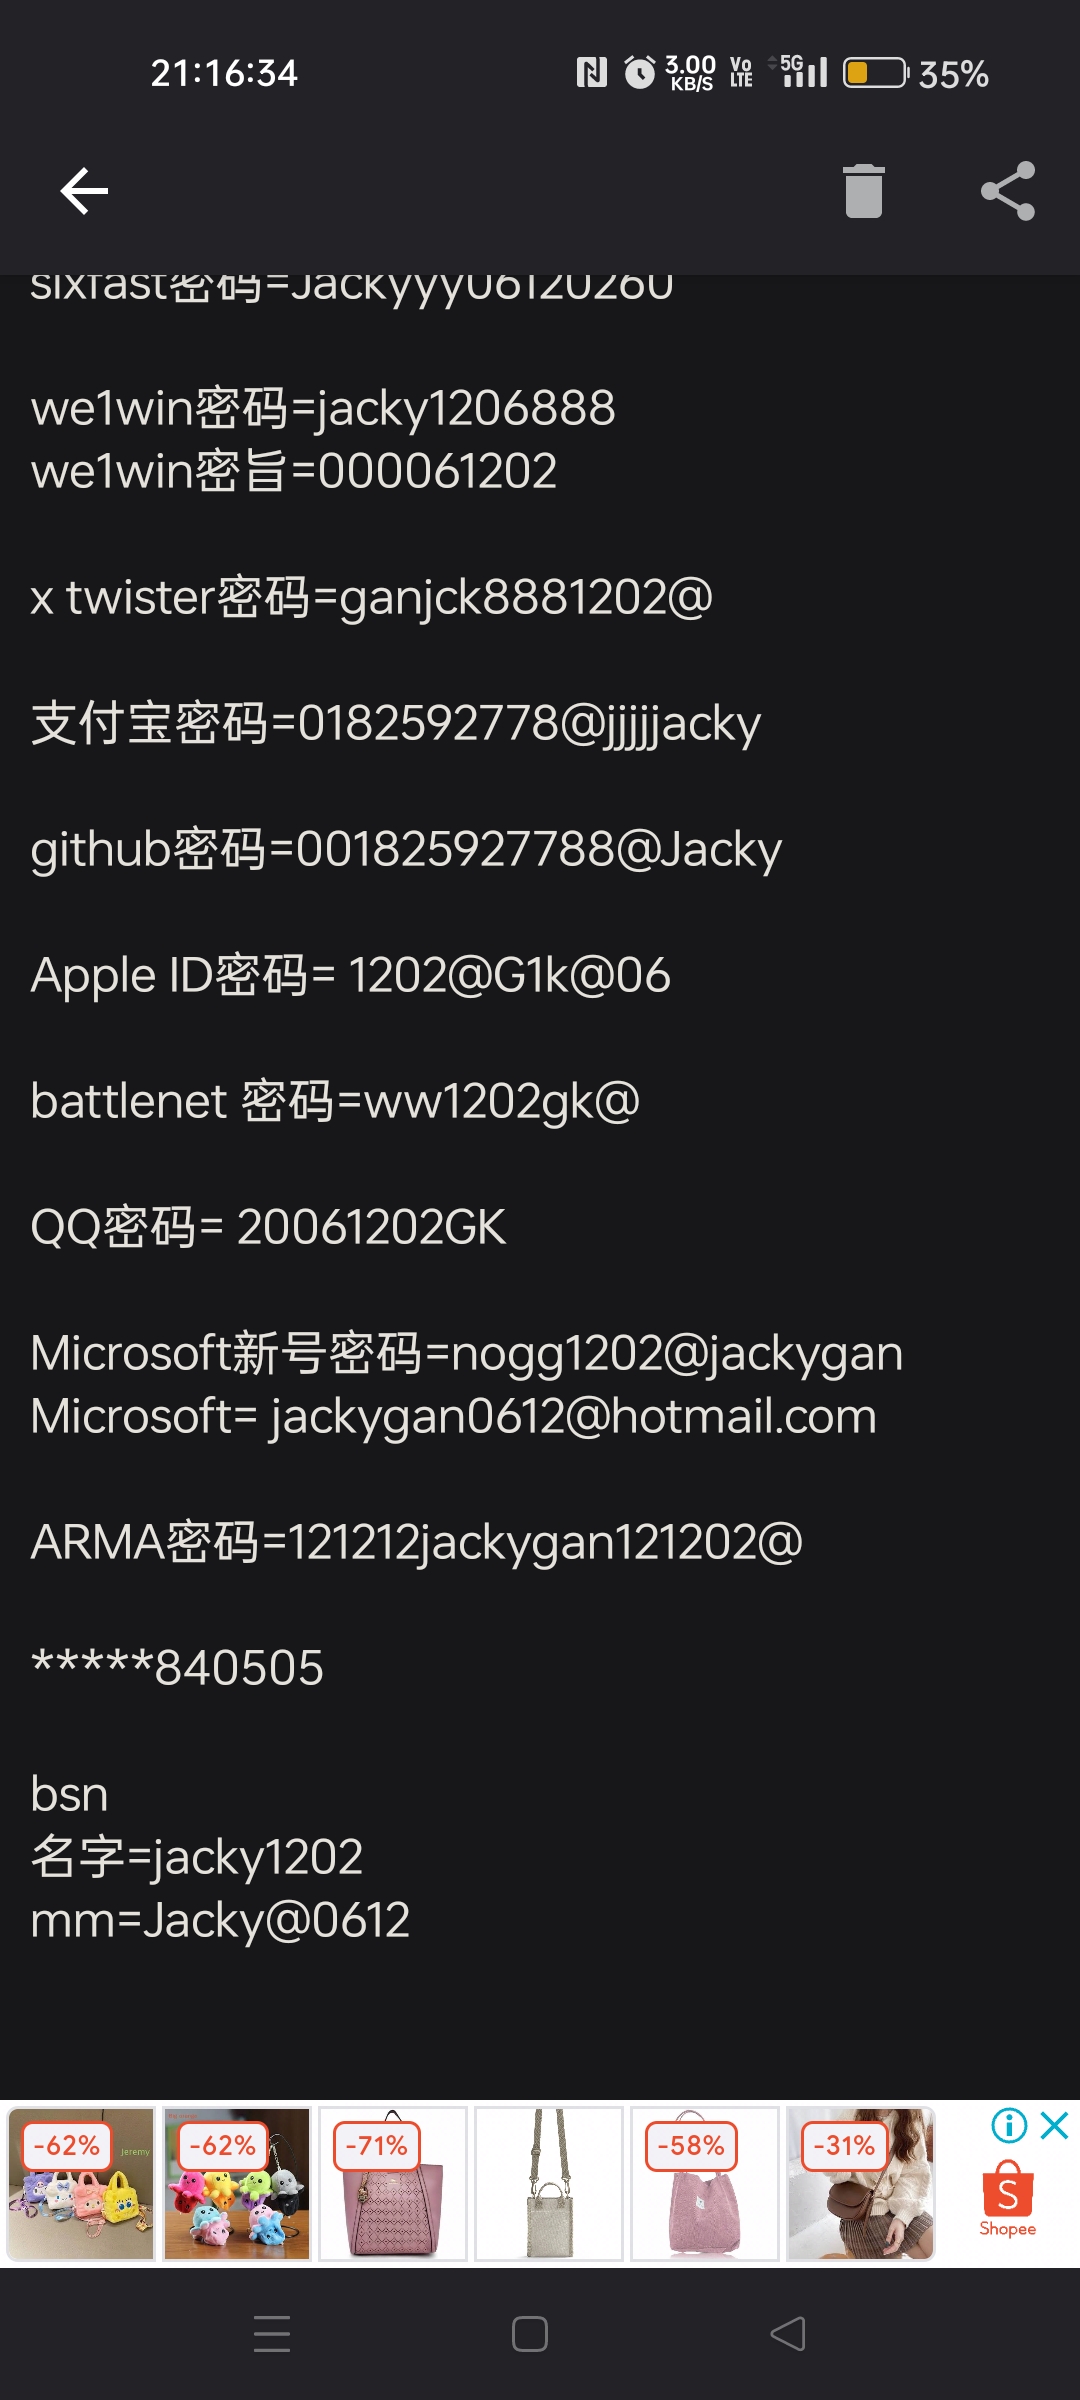 21:16:34 3.00 KB/S Vo LTE 5G 35%
sixfast密码=
we1win密码=jacky1206888
we1win密旨=000061202
x twister密码=ganjck8881202@
支付宝密码=0182592778@jjjjjacky
github密码=001825927788@Jacky
Apple ID密码= 1202@G1k@06
battlenet 密码=ww1202gk@
QQ密码= 20061202GK
Microsoft新号密码=nogg1202@jackygan
Microsoft= jackygan0612@hotmail.com
ARMA密码=121212jackygan121202@
*****840505
bsn
名字=jacky1202
mm=Jacky@0612
-62% -62% -71% -58% -31%
Jeremy
Shopee